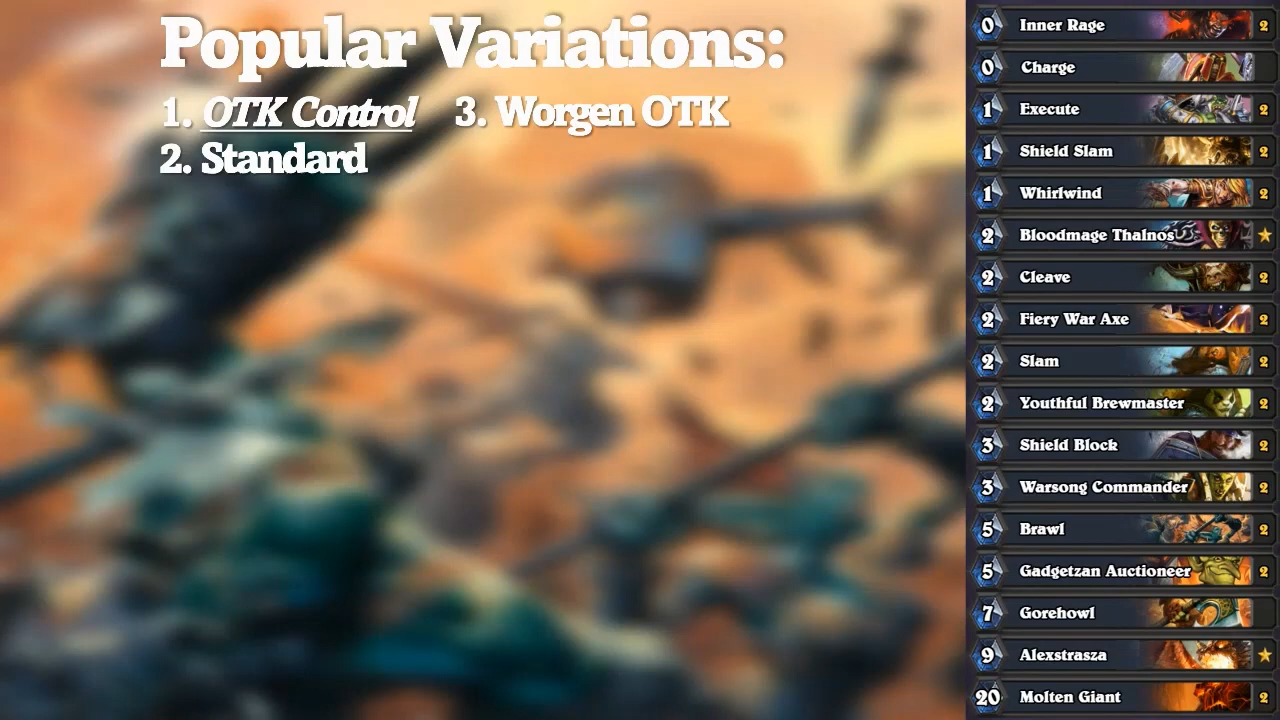 Popular Variations:
1. OTK Control 3. Worgen OTK
2. Standard
0 Inner Rage 2
0 Charge
1 Execute 2
1 Shield Slam 2
1 Whirlwind 2
2 Bloodmage Thalnos
2 Cleave 2
2 Fiery War Axe 2
2 Slam 2
2 Youthful Brewmaster 2
3 Shield Block 2
3 Warsong Commander 2
5 Brawl 2
5 Gadgetzan Auctioneer 2
7 Gorehowl
9 Alexstrasza
20 Molten Giant 2